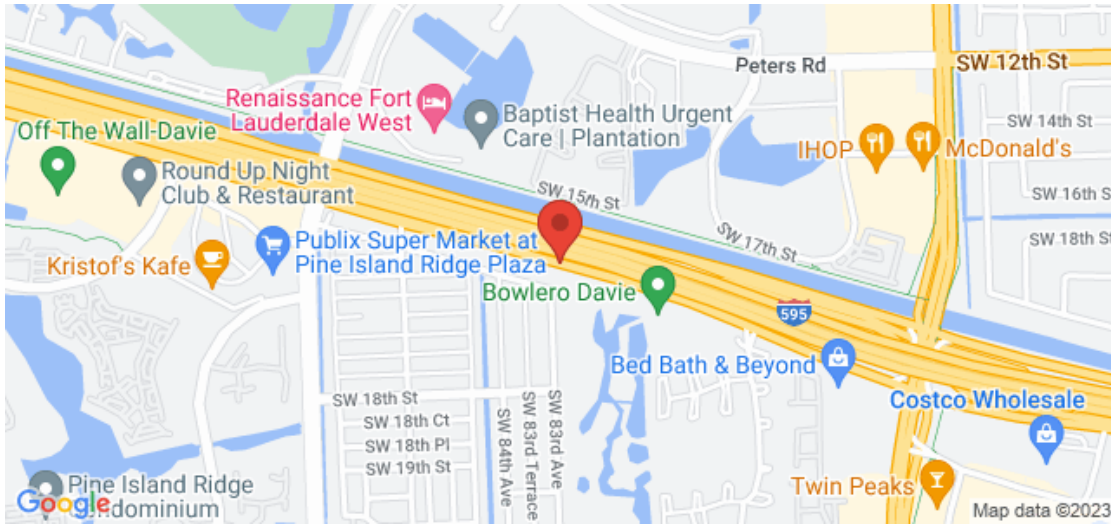 Peters Rd
SW 12th St
Renaissance Fort
Lauderdale West
Baptist Health Urgent
Care | Plantation
SW 14th St
Off The Wall-Davie
IHOP
McDonald's
Round Up Night
Club & Restaurant
SW 15th St
SW 16th S
SW 17th St
SW 18th S
Publix Super Market at
Pine Island Ridge Plaza
Kristof's Kafe
Bowlero Davie
595
Bed Bath & Beyond
SW 18th St
SW 18th Ct
SW 18th Pl
SW 19th St
SW 84th Ave
SW 83rd Terrace
SW 83rd Ave
Costco Wholesale
Twin Peaks
Pine Island Ridge
Condominium
Google
Map data ©2023